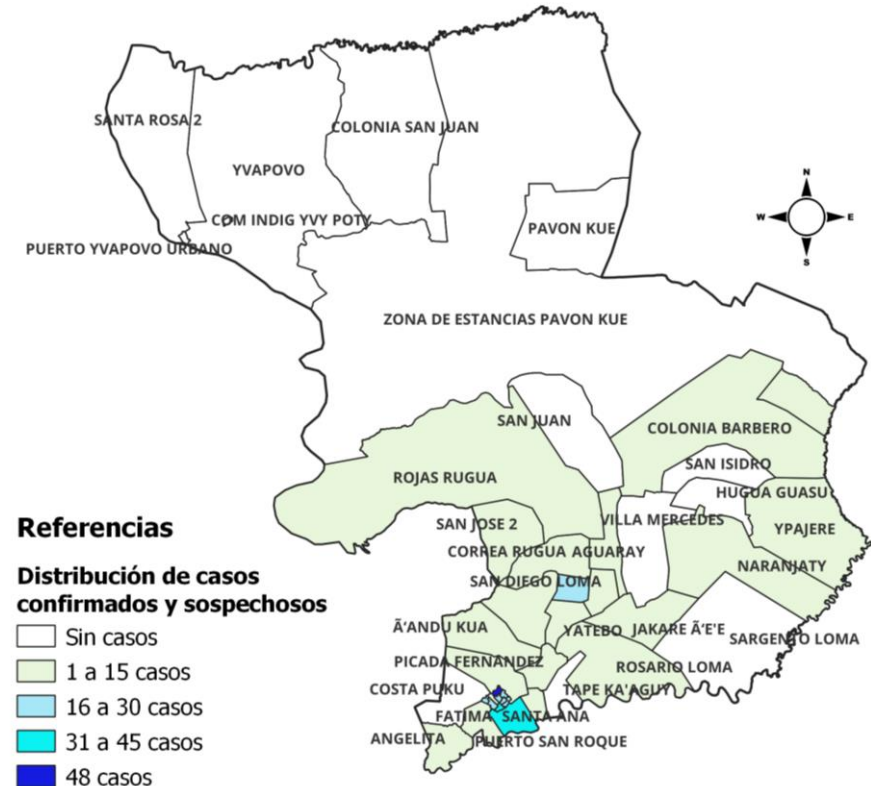 SANTA ROSA 2
COLONIA SAN JUAN
YVAPOVO
COM INDIG YVY POTY
PAVON KUE
PUERTO YVAPOVO URBANO
N
W
E
S
ZONA DE ESTANCIAS PAVON KUE
SAN JUAN
COLONIA BARBERO
SAN ISIDRO
ROJAS RUGUA
HUGUA GUASU
SAN JOSE 2
VILLA MERCEDES
YPAJERE
CORREA RUGUA
AGUARAY
NARANJATY
SAN DIEGO
LOMA
Ã‘ANDU KUA
YATEBO
JAKARE Ã‘E'E
SARGENTO LOMA
PICADA FERNANDEZ
ROSARIO LOMA
COSTA PUKU
TAPE KA'AGUY
FATIMA
SANTA ANA
ANGELITA
PUERTO SAN ROQUE
Referencias
Distribución de casos
confirmados y sospechosos
Sin casos
1 a 15 casos
16 a 30 casos
31 a 45 casos
48 casos